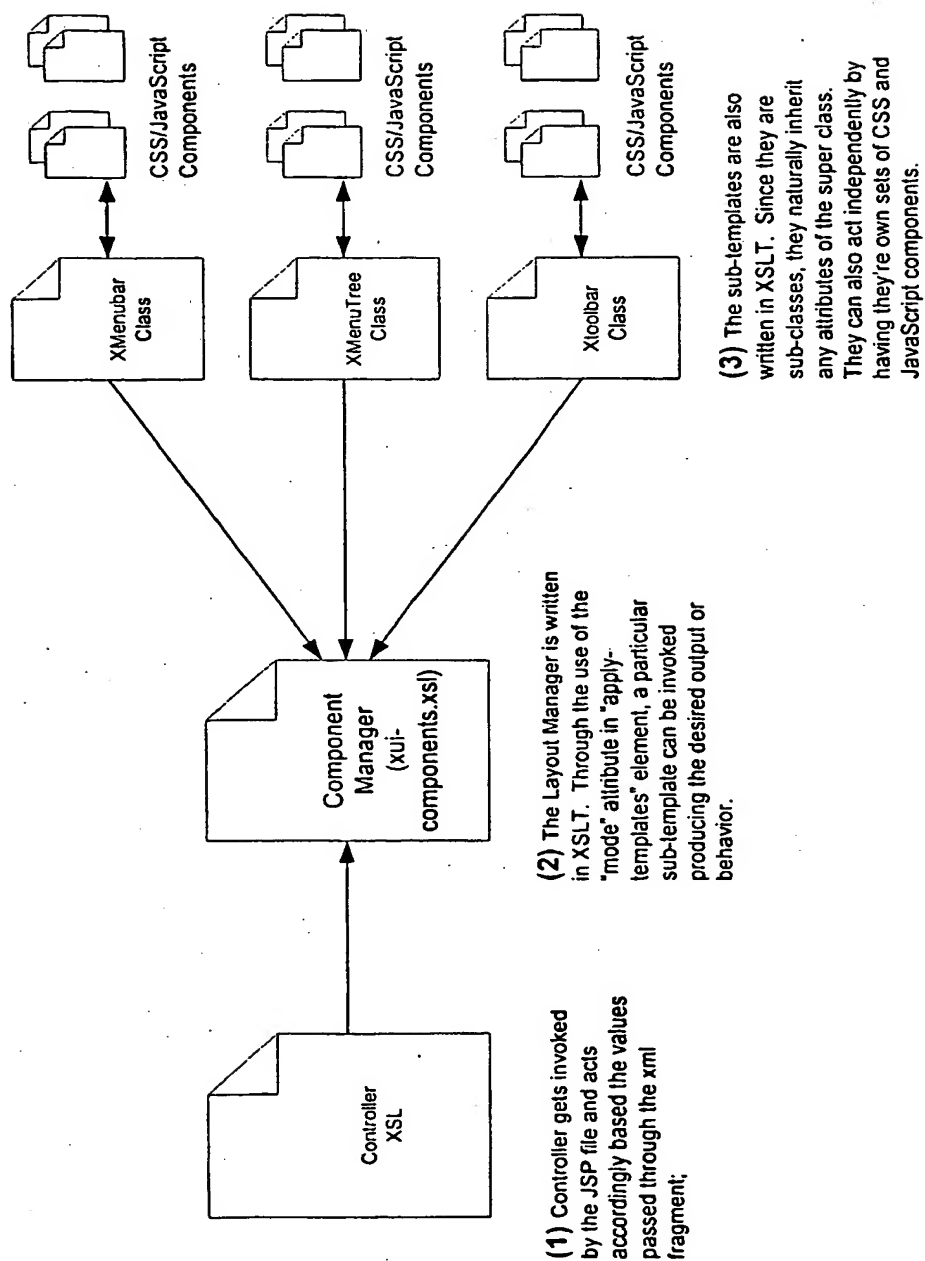 Controller
XSL
(1) Controller gets invoked
by the JSP file and acts
accordingly based the values
passed through the xml
fragment;
Component
Manager
(xui-
components.xsl)
(2) The Layout Manager is written
in XSLT. Through the use of the
"mode" attribute in "apply-
templates" element, a particular
sub-template can be invoked
producing the desired output or
behavior.
XMenubar
Class
CSS/JavaScript
Components
XMenuTree
Class
CSS/JavaScript
Components
Xtoolbar
Class
CSS/JavaScript
Components
(3) The sub-templates are also
written in XSLT. Since they are
sub-classes, they naturally inherit
any attributes of the super class.
They can also act independently by
having they're own sets of CSS and
JavaScript components.